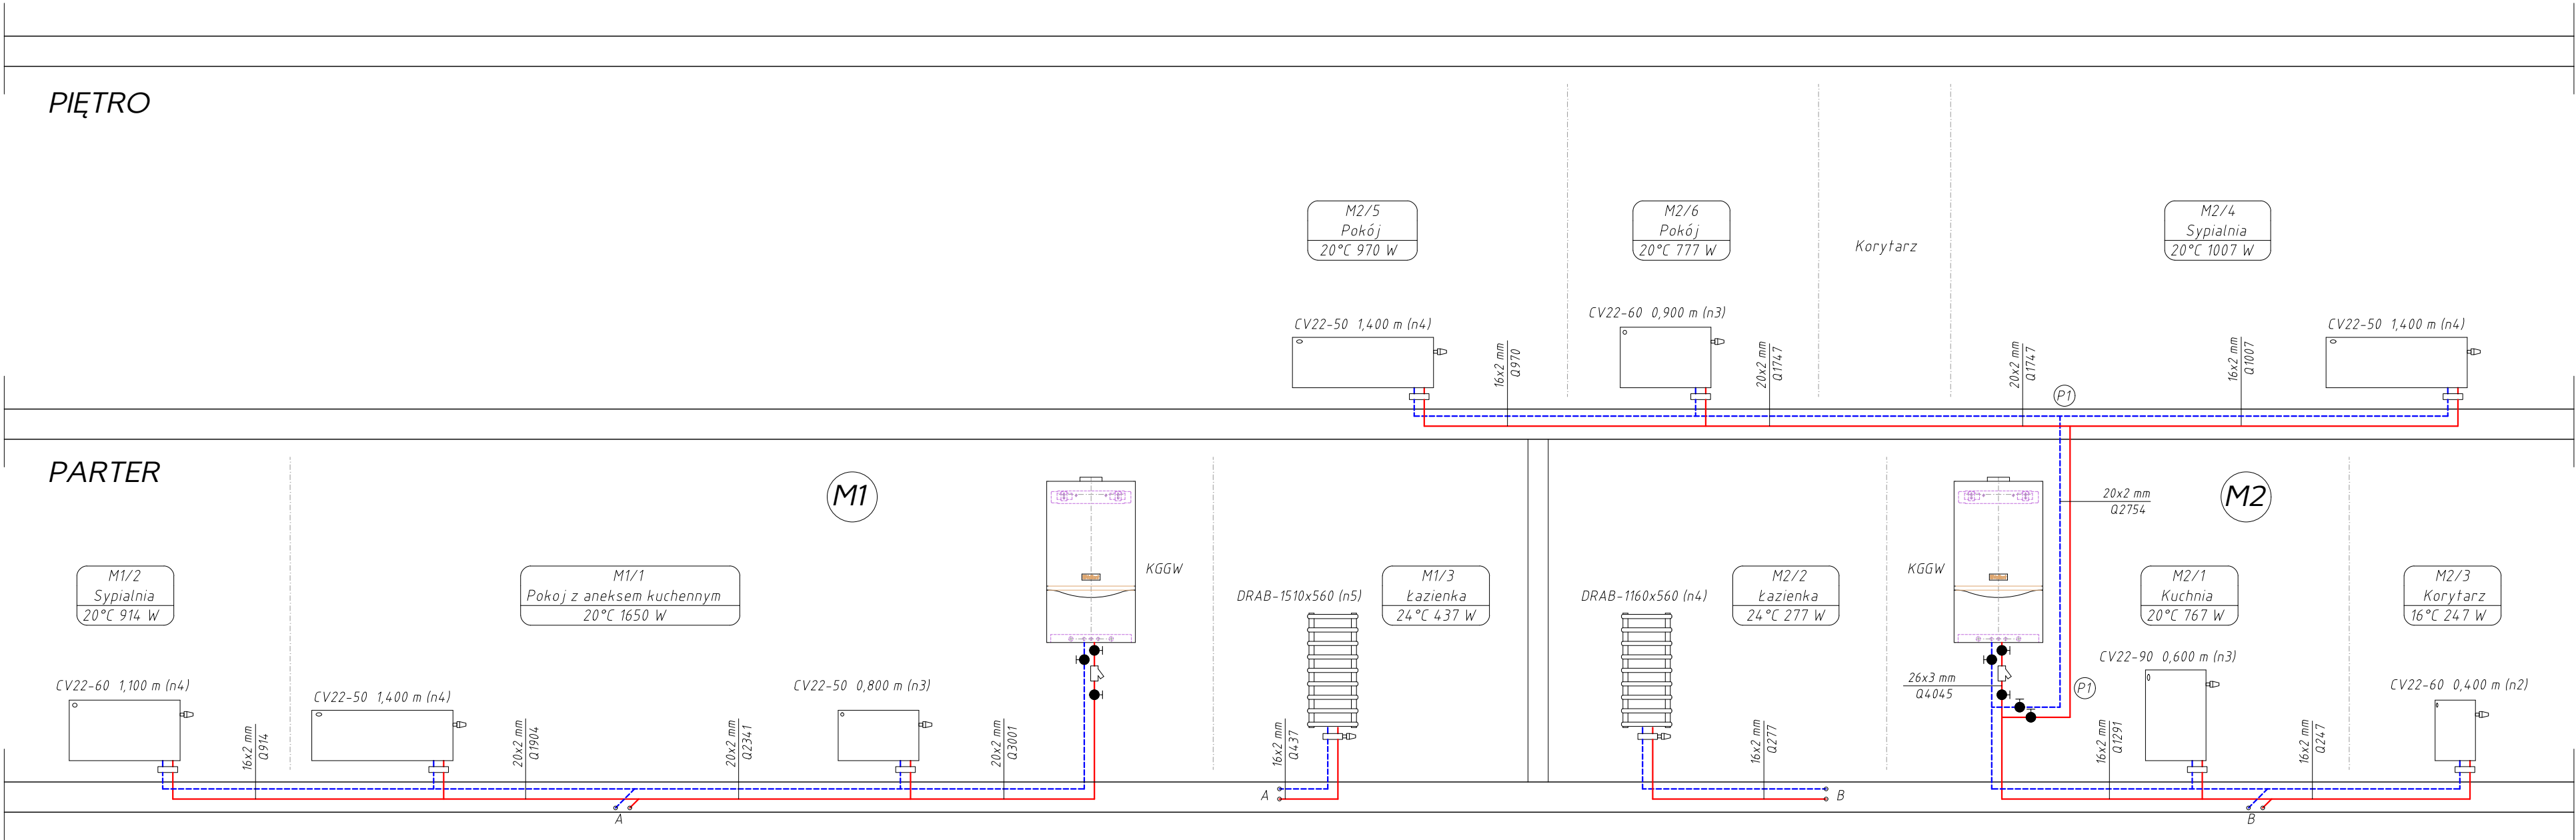 PIĘTRO
M2/5
Pokój
20°C 970 W
M2/6
Pokój
20°C 777 W
Korytarz
M2/4
Sypialnia
20°C 1007 W
CV22-50 1,400 m (n4)
16x2 mm
Q970
CV22-60 0,900 m (n3)
20x2 mm
Q1747
20x2 mm
Q1747
P1
16x2 mm
Q1007
CV22-50 1,400 m (n4)
PARTER
M1
20x2 mm
Q2754
M2
M1/2
Sypialnia
20°C 914 W
M1/1
Pokoj z aneksem kuchennym
20°C 1650 W
KGGW
DRAB-1510x560 (n5)
M1/3
Łazienka
24°C 437 W
DRAB-1160x560 (n4)
M2/2
Łazienka
24°C 277 W
KGGW
M2/1
Kuchnia
20°C 767 W
M2/3
Korytarz
16°C 247 W
CV22-60 1,100 m (n4)
16x2 mm
Q914
CV22-50 1,400 m (n4)
20x2 mm
Q1904
20x2 mm
Q2341
CV22-50 0,800 m (n3)
20x2 mm
Q3001
16x2 mm
Q437
16x2 mm
Q277
26x3 mm
Q4045
P1
CV22-90 0,600 m (n3)
16x2 mm
Q1291
16x2 mm
Q247
CV22-60 0,400 m (n2)
A
A
B
B